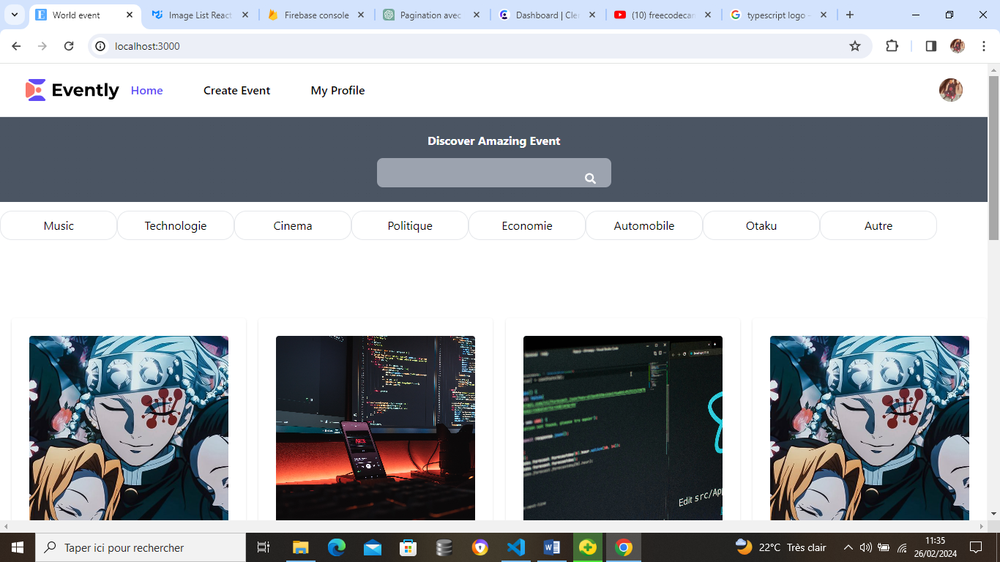 World event
Image List React
Firebase console
Pagination avec
Dashboard | Cle
(10) freecodecam
typescript logo -
localhost:3000
Evently
Home
Create Event
My Profile
Discover Amazing Event
Music
Technologie
Cinema
Politique
Economie
Automobile
Otaku
Autre
Edit src/App
Taper ici pour rechercher
22°C Très clair
11:35
26/02/2024